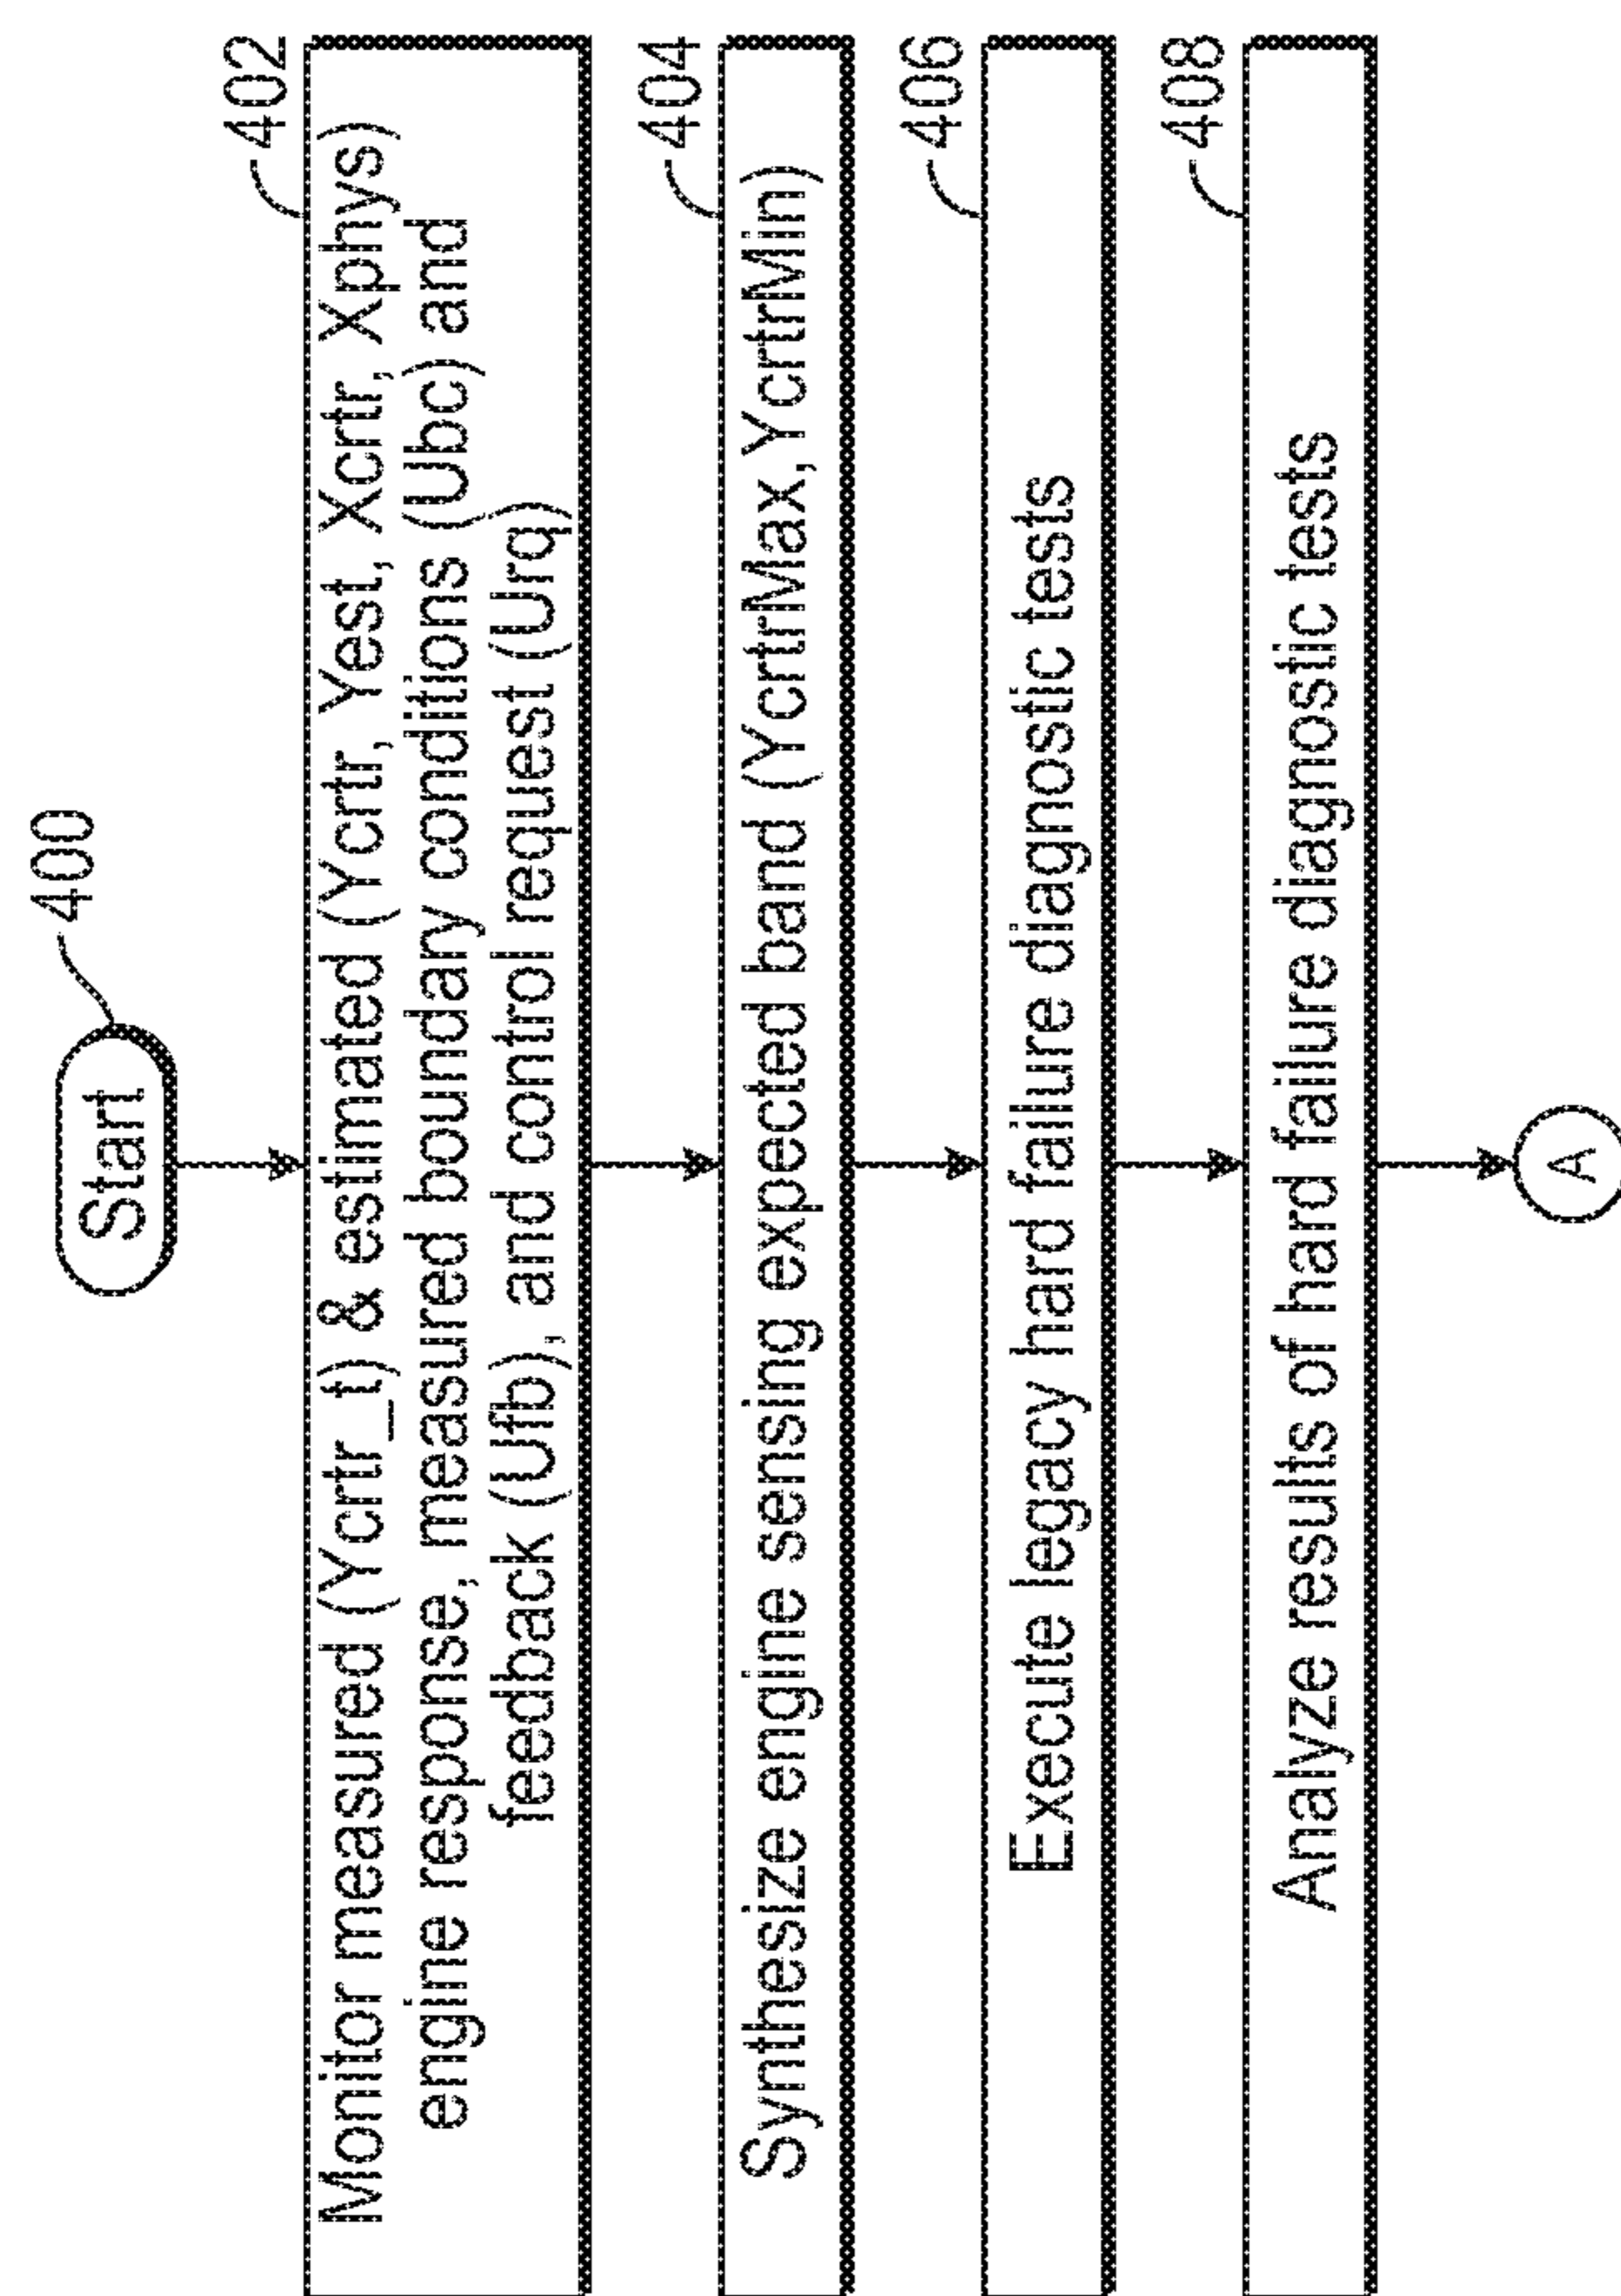 400
Start
402
Monitor measured (Ycrtr_t) & estimated (Ycrtr, Yest, Xcrtr, Xphys)
engine response, measured boundary conditions (Ubc) and
feedback (Ufb), and control request (Urq)
404
Synthesize engine sensing expected band (YcrtrMax,YcrtrMin)
406
Execute legacy hard failure diagnostic tests
408
Analyze results of hard failure diagnostic tests
A